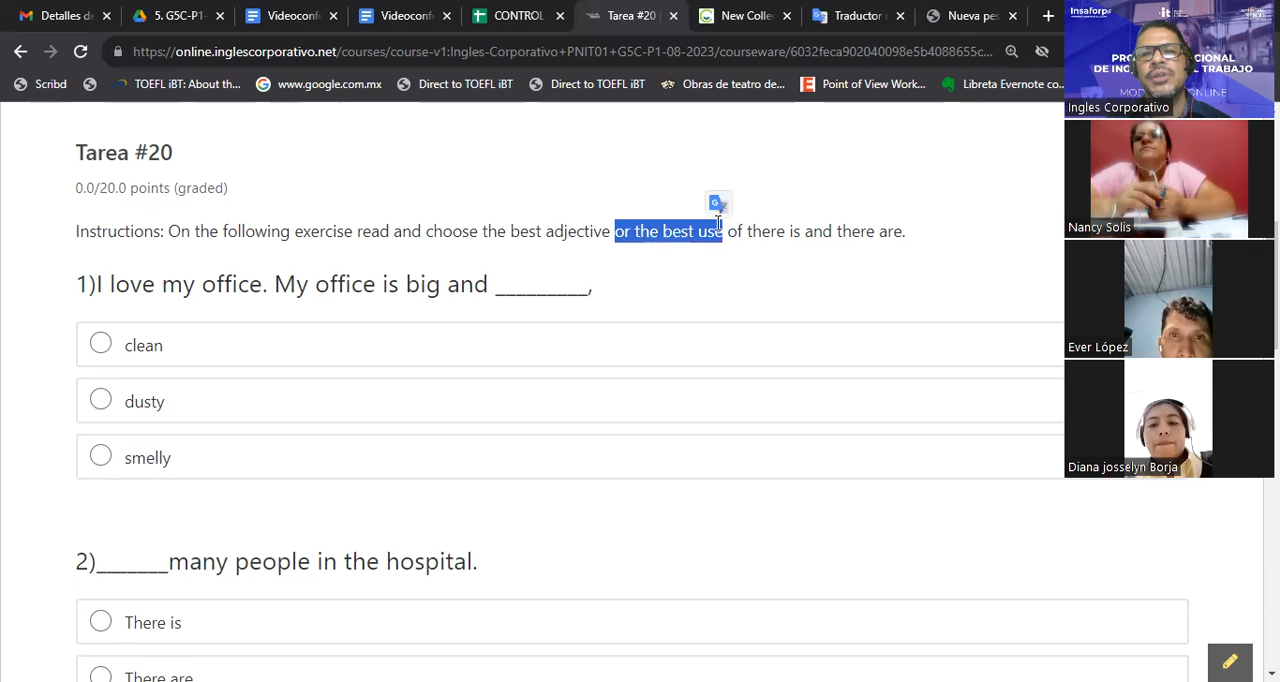 Detalles de
5. G5C-P1-
Videoconf
Videoconf
CONTROL
Tarea #20
New Colle
Traductor
Nueva pes
https://online.inglescorporativo.net/courses/course-v1:Ingles-Corporativo+PNIT01+G5C-P1-08-2023/courseware/6032feca902040098e5b4088655c...
Scribd
TOEFL iBT: About th...
www.google.com.mx
Direct to TOEFL iBT
Direct to TOEFL iBT
Obras de teatro de...
Point of View Work...
Libreta Evernote co...
Tarea #20
0.0/20.0 points (graded)
Instructions: On the following exercise read and choose the best adjective or the best use of there is and there are.
1)I love my office. My office is big and _________,
clean
dusty
smelly
2)_______many people in the hospital.
There is
There are
Insaforp
Ingles Corporativo
Nancy Solis
Ever López
Diana josselyn Borja